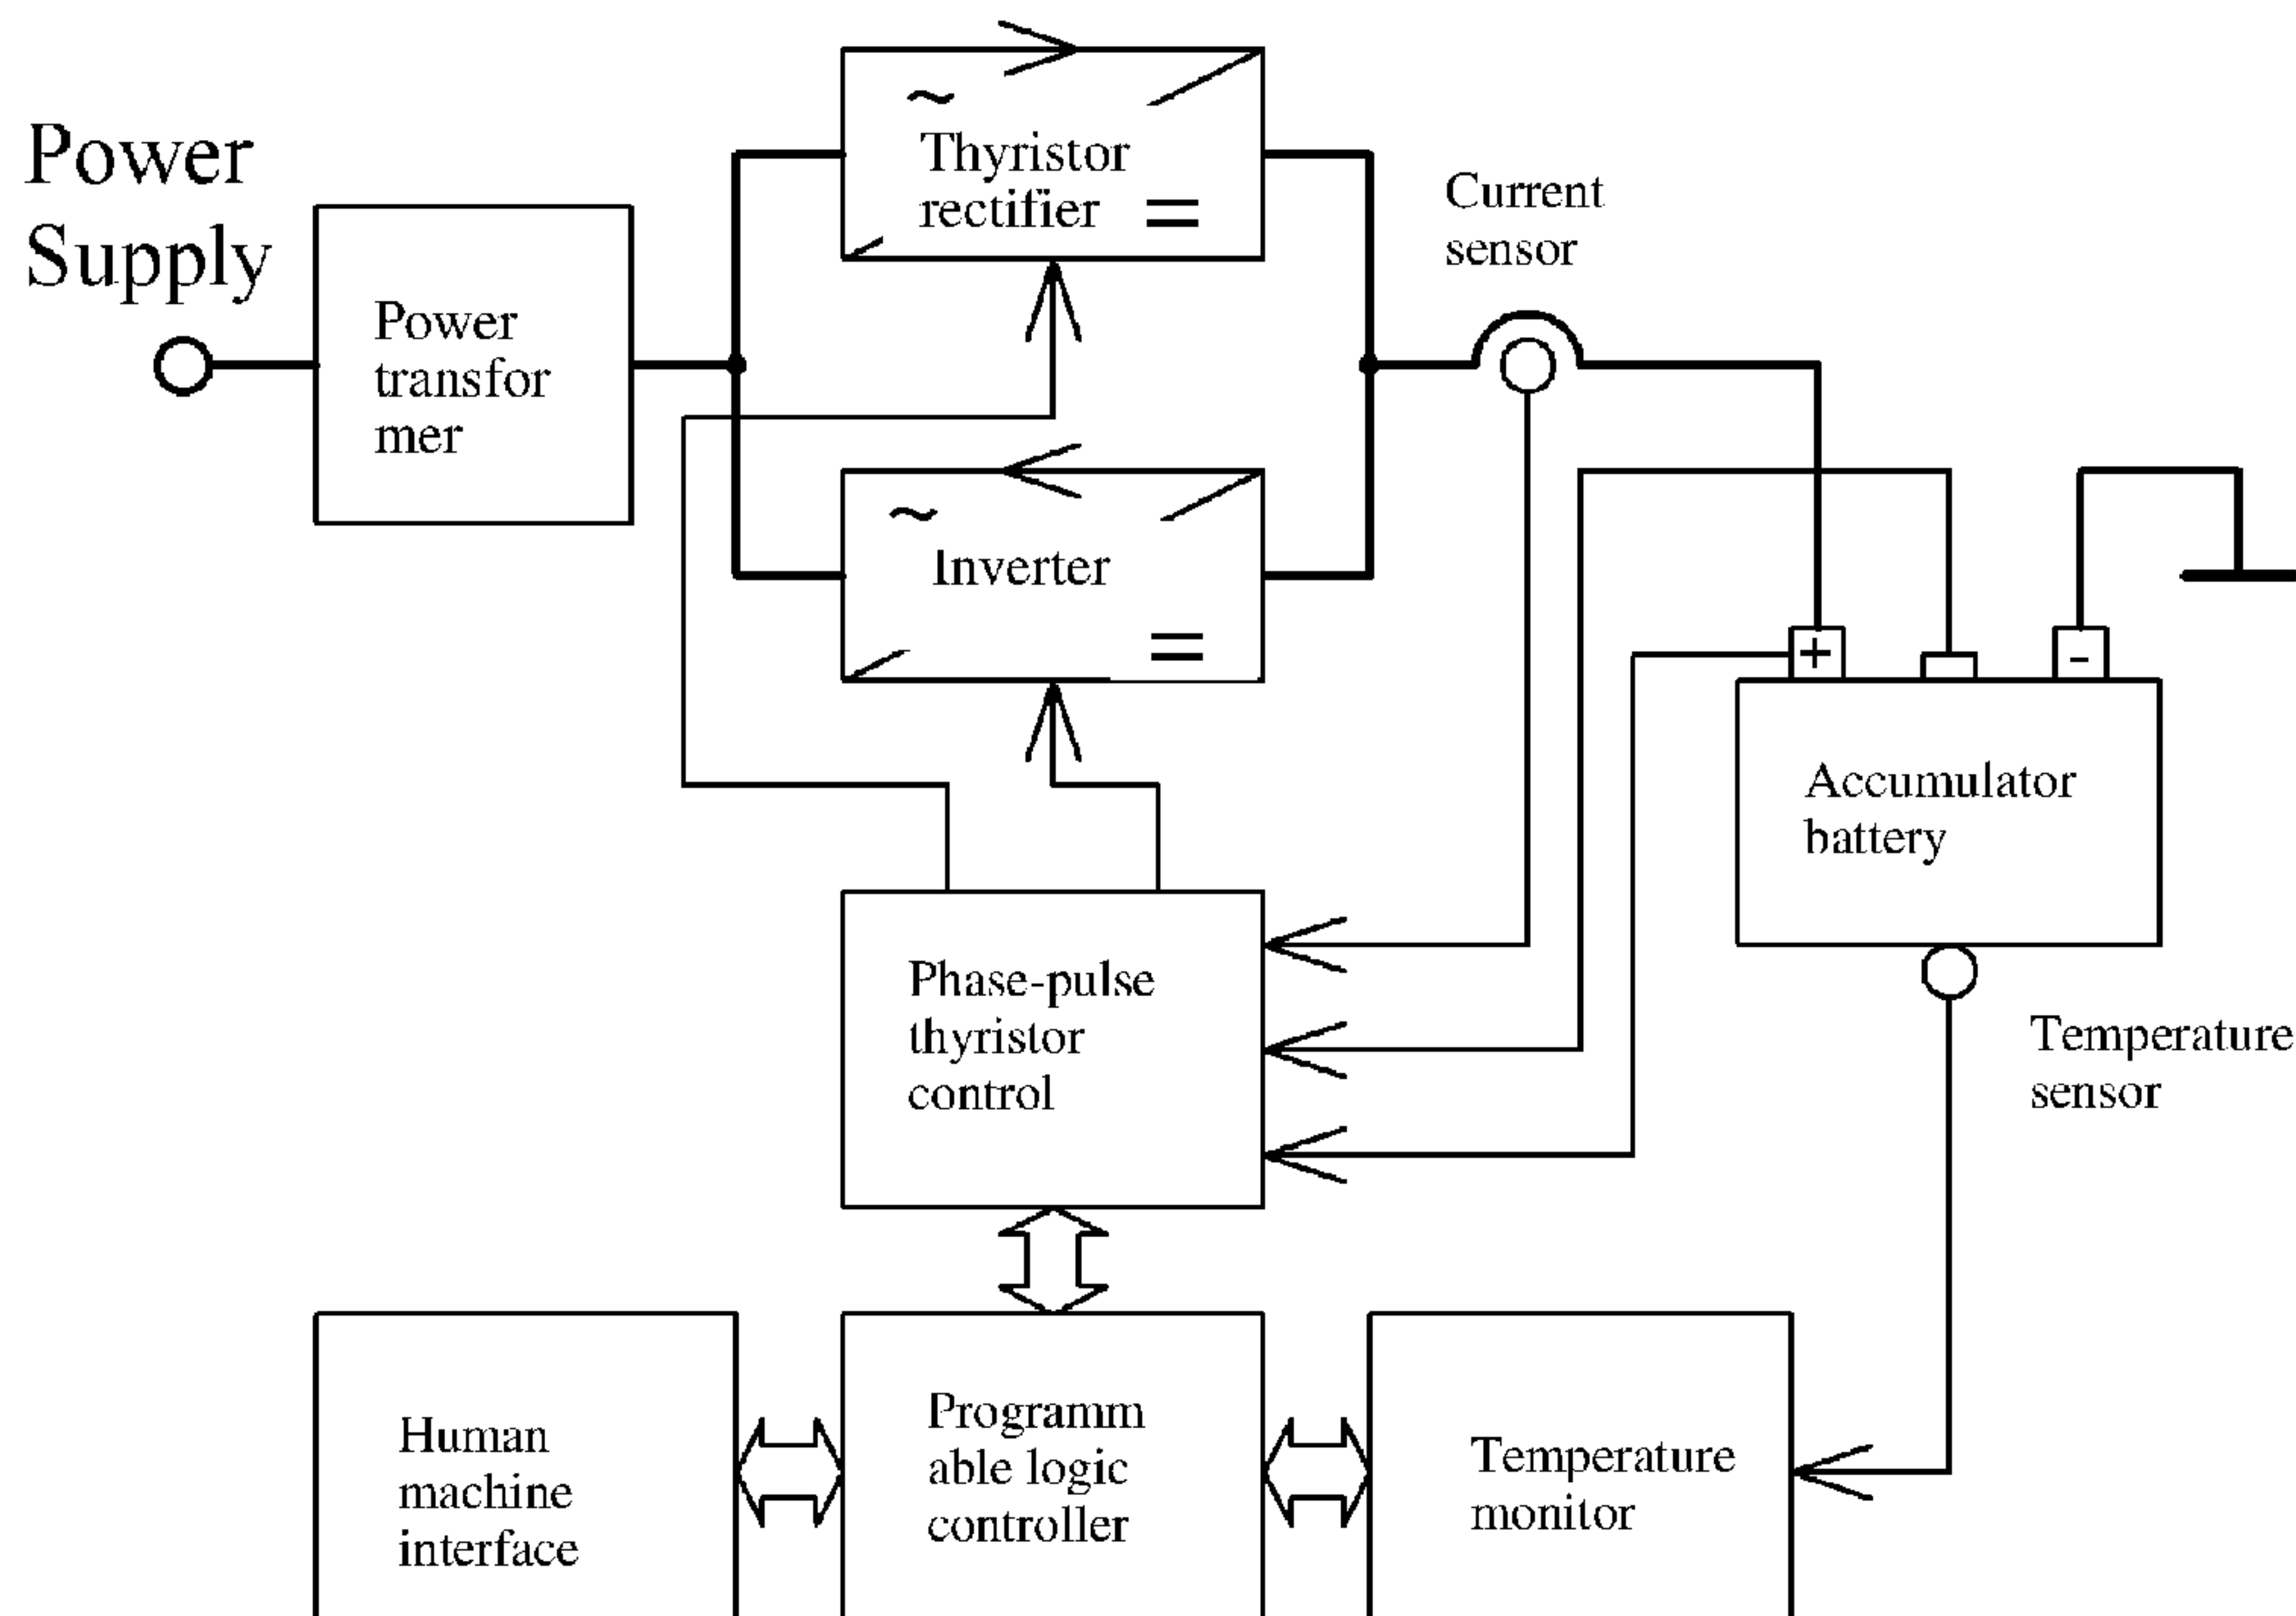 Power
Supply
Power
transfor
mer
~
Thyristor
rectifier =
Current
sensor
~
Inverter
=
+
-
Accumulator
battery
Phase-pulse
thyristor
control
Temperature
sensor
Human
machine
interface
Programm
able logic
controller
Temperature
monitor